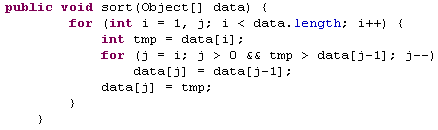 public void sort(Object[] data) {
for (int i = 1, j; i < data.length; i++) {
int tmp = data[i];
for (j = i; j > 0 && tmp > data[j-1]; j--)
data[j] = data[j-1];
data[j] = tmp;
}
}